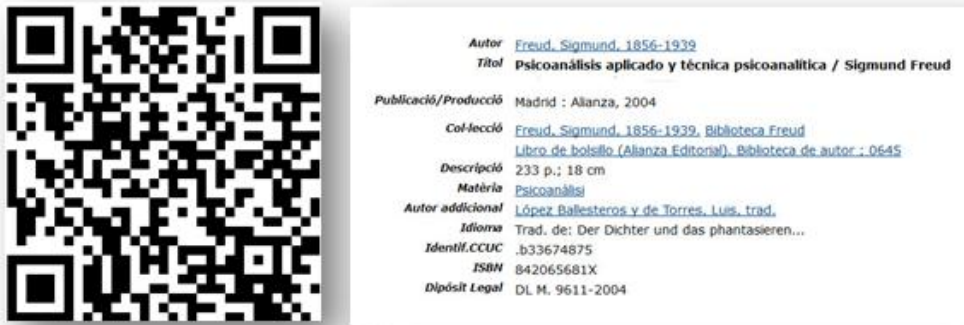 Autor Freud, Sigmund, 1856-1939
Títol Psicoanálisis aplicado y técnica psicoanalítica / Sigmund Freud
Publicació/Producció Madrid : Alianza, 2004
Col·lecció Freud, Sigmund, 1856-1939. Biblioteca Freud
Libro de bolsillo (Alianza Editorial). Biblioteca de autor ; 0645
Descripció 233 p.; 18 cm
Matèria Psicoanàlisi
Autor addicional López Ballesteros y de Torres, Luis, trad.
Idioma Trad. de: Der Dichter und das phantasieren...
Identif.CCUC .b33674875
ISBN 842065681X
Dipòsit Legal DL M. 9611-2004